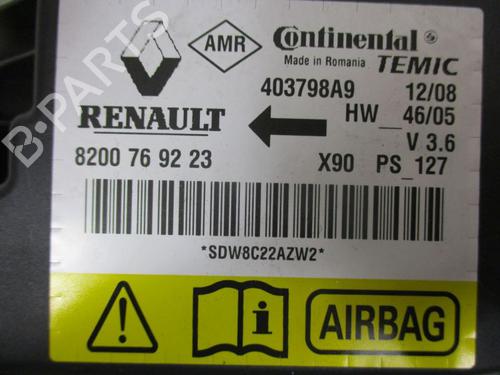 AMR
Continental
Made in Romania TEMIC
403798A9 12/08
RENAULT
HW__46/05
V 3.6
8200 76 92 23
X90 PS_127
*SDW8C22AZW2*
i AIRBAG
B-PARTS